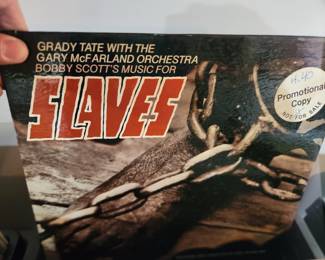 GRADY TATE WITH THE
GARY McFARLAND ORCHESTRA
BOBBY SCOTT'S MUSIC FOR
SLAVES
4.40
Promotional
Copy
NOT FOR SALE